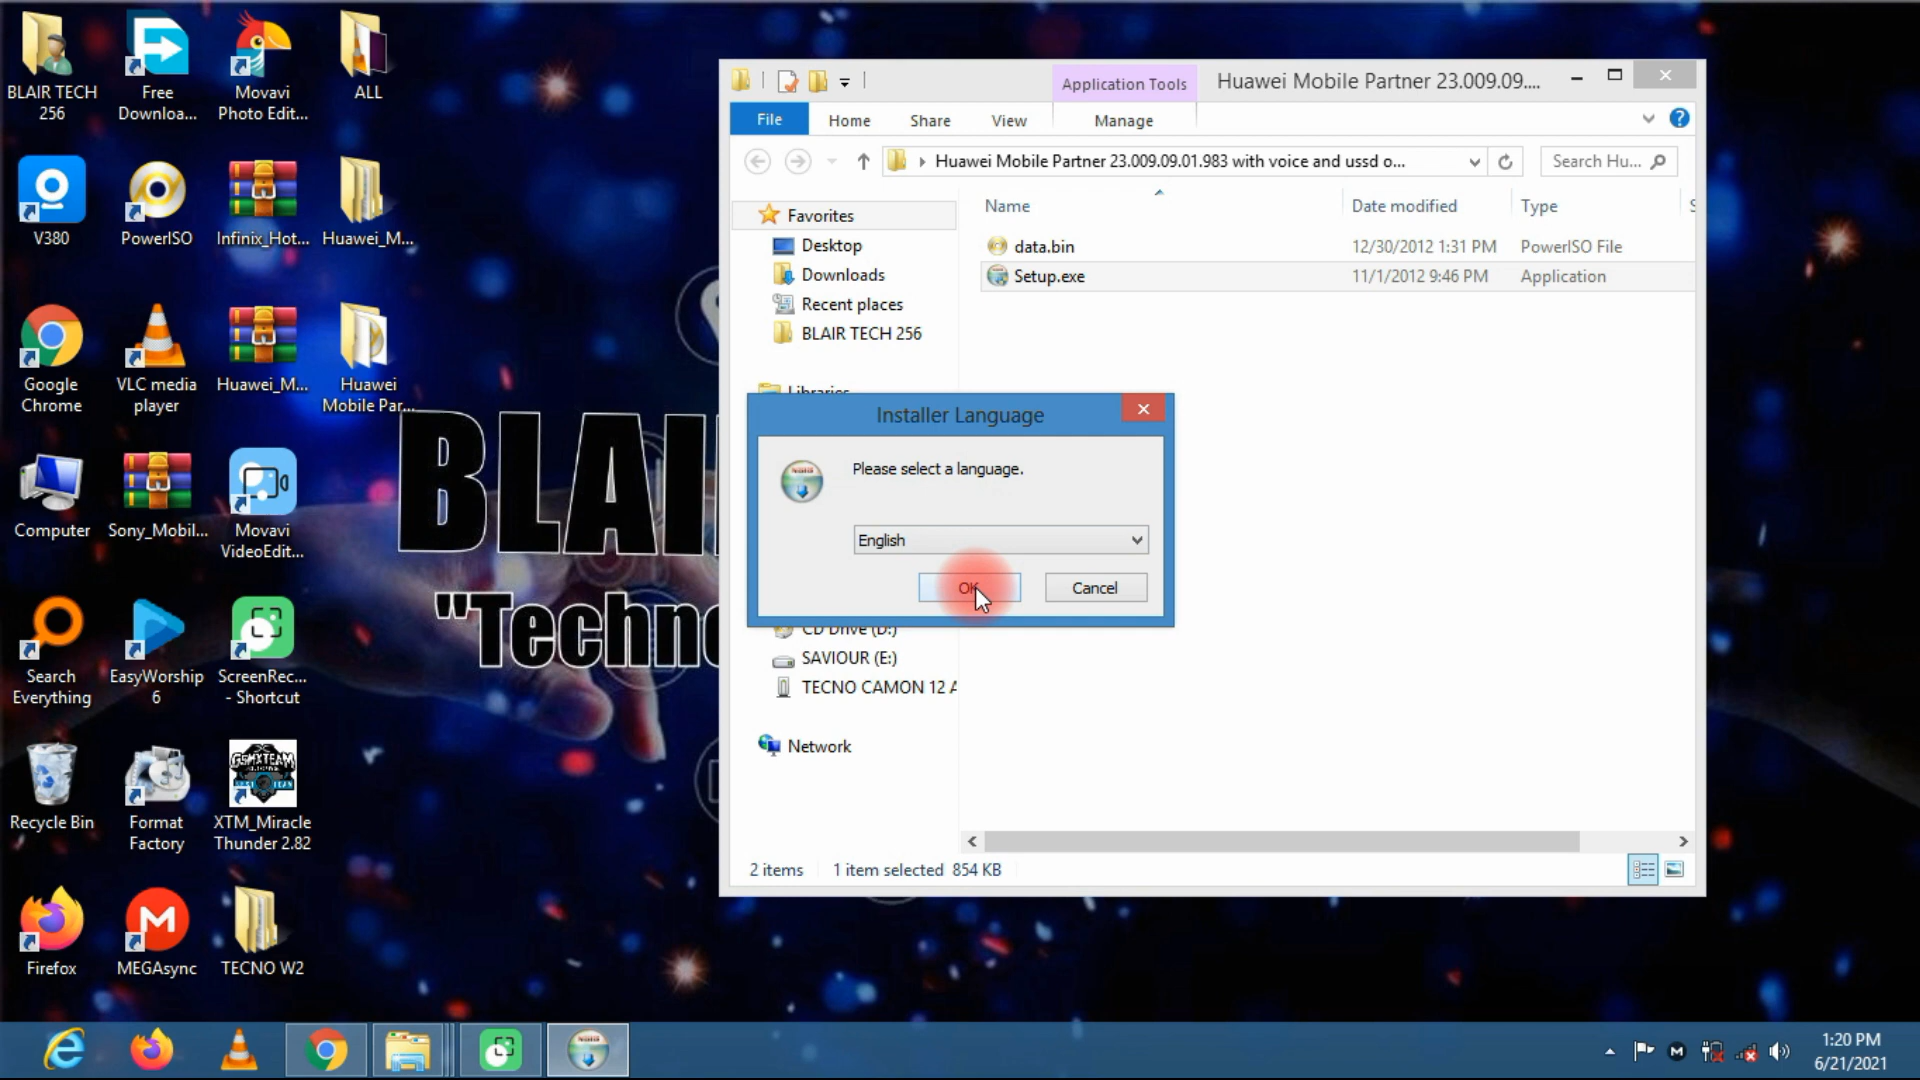 BLAIR TECH
256
Free
Downloa...
Movavi
Photo Edit...
ALL
V380
PowerISO
Infinix_Hot...
Huawei_M...
Google
Chrome
VLC media
player
Huawei_M...
Huawei
Mobile Par...
Computer
Sony_Mobil...
Movavi
VideoEdit...
Search
Everything
EasyWorship
6
ScreenRec...
- Shortcut
Recycle Bin
Format
Factory
XTM_Miracle
Thunder 2.82
Firefox
MEGAsync
TECNO W2
GSMXTEAM
BLAI
"Techno
Application Tools
Huawei Mobile Partner 23.009.09....
File
Home
Share
View
Manage
Huawei Mobile Partner 23.009.09.01.983 with voice and ussd o...
Search Hu...
Name
Date modified
Type
data.bin
12/30/2012 1:31 PM
PowerISO File
Setup.exe
11/1/2012 9:46 PM
Application
Favorites
Desktop
Downloads
Recent places
BLAIR TECH 256
Libraries
Installer Language
Please select a language.
English
OK
Cancel
CD Drive (D:)
SAVIOUR (E:)
TECNO CAMON 12 A
Network
2 items
1 item selected 854 KB
1:20 PM
6/21/2021